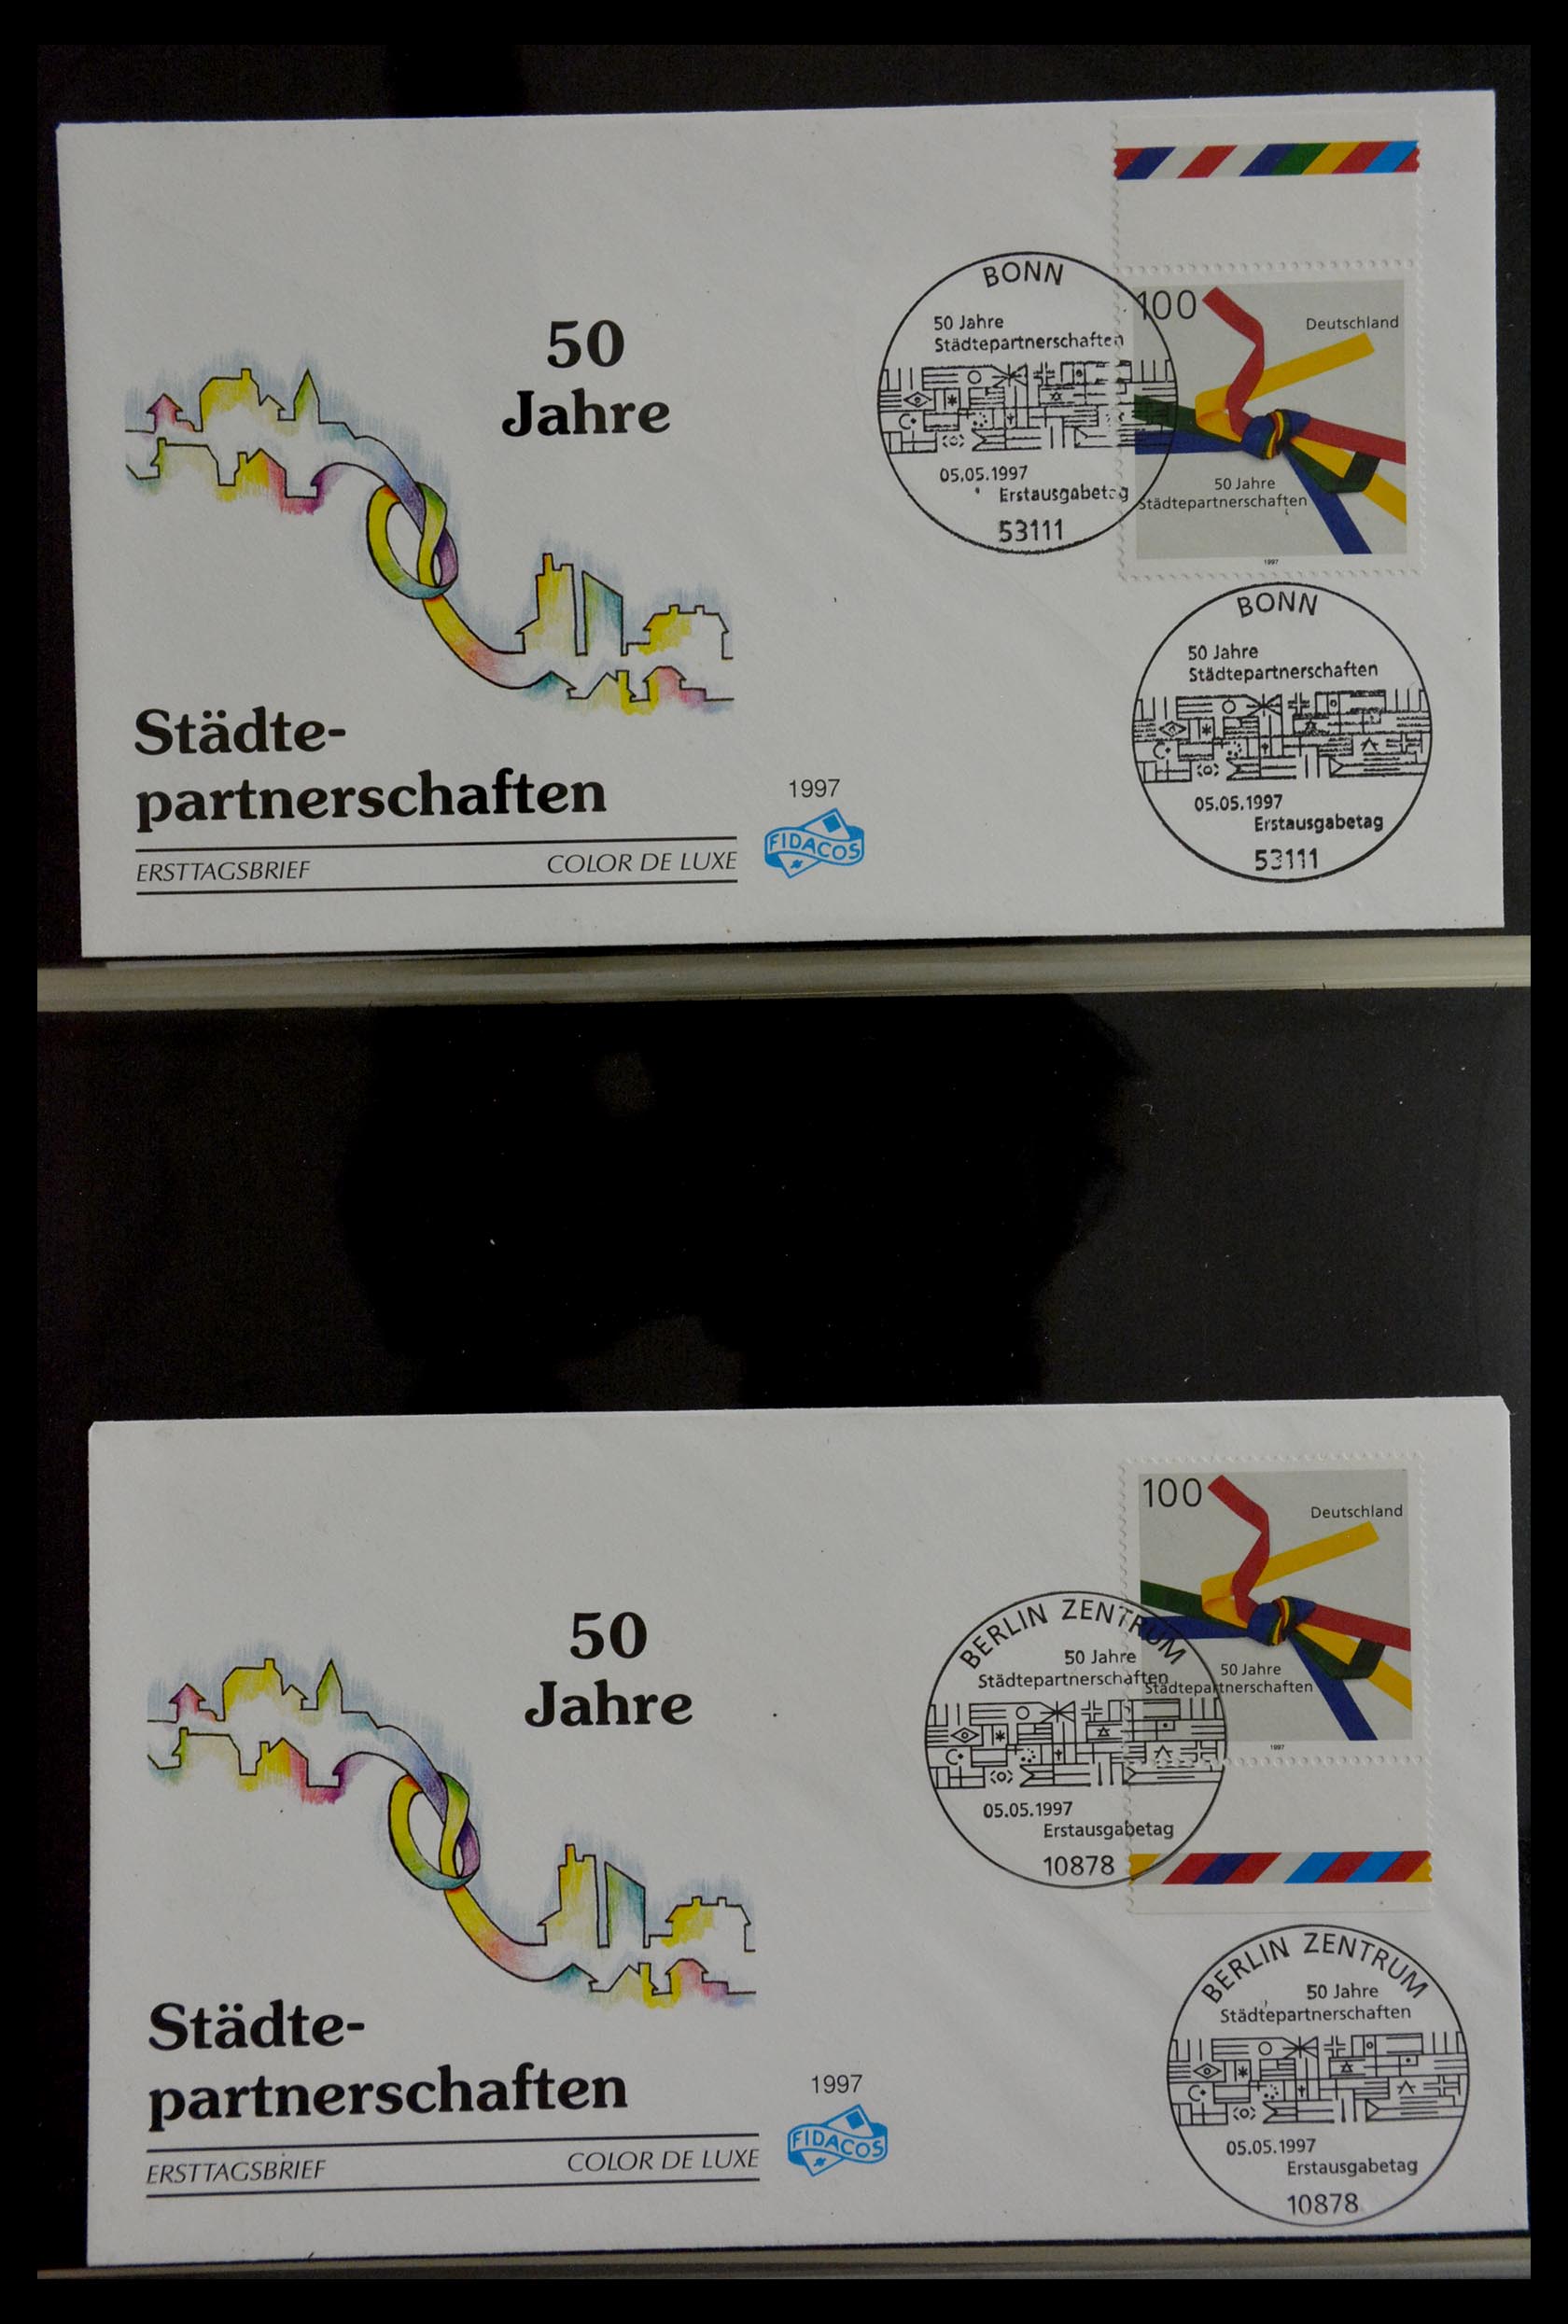 50
Jahre
Städte-
partnerschaften
ERSTTAGSBRIEF COLOR DE LUXE
1997
FIDACOS
BONN
50 Jahre
Städtepartnerschaften
05.05.1997
Erstausgabetag
53111
100
Deutschland
50 Jahre
Städtepartnerschaften
1997
BONN
50 Jahre
Städtepartnerschaften
05.05.1997
Erstausgabetag
53111
50
Jahre
Städte-
partnerschaften
ERSTTAGSBRIEF COLOR DE LUXE
1997
FIDACOS
BERLIN ZENTRUM
50 Jahre
Städtepartnerschaften
05.05.1997
Erstausgabetag
10878
100
Deutschland
50 Jahre
Städtepartnerschaften
1997
BERLIN ZENTRUM
50 Jahre
Städtepartnerschaften
05.05.1997
Erstausgabetag
10878